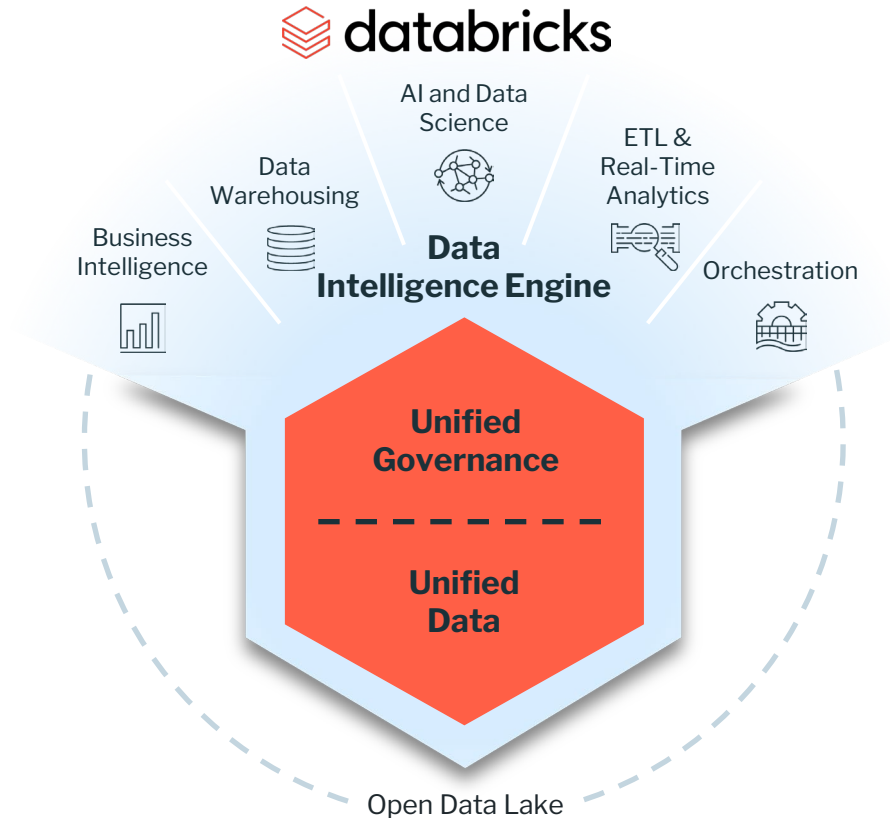 databricks
AI and Data
Science
ETL &
Real-Time
Analytics
Data
Warehousing
Business
Intelligence
Data
Intelligence Engine
Orchestration
Unified
Governance
Unified
Data
Open Data Lake